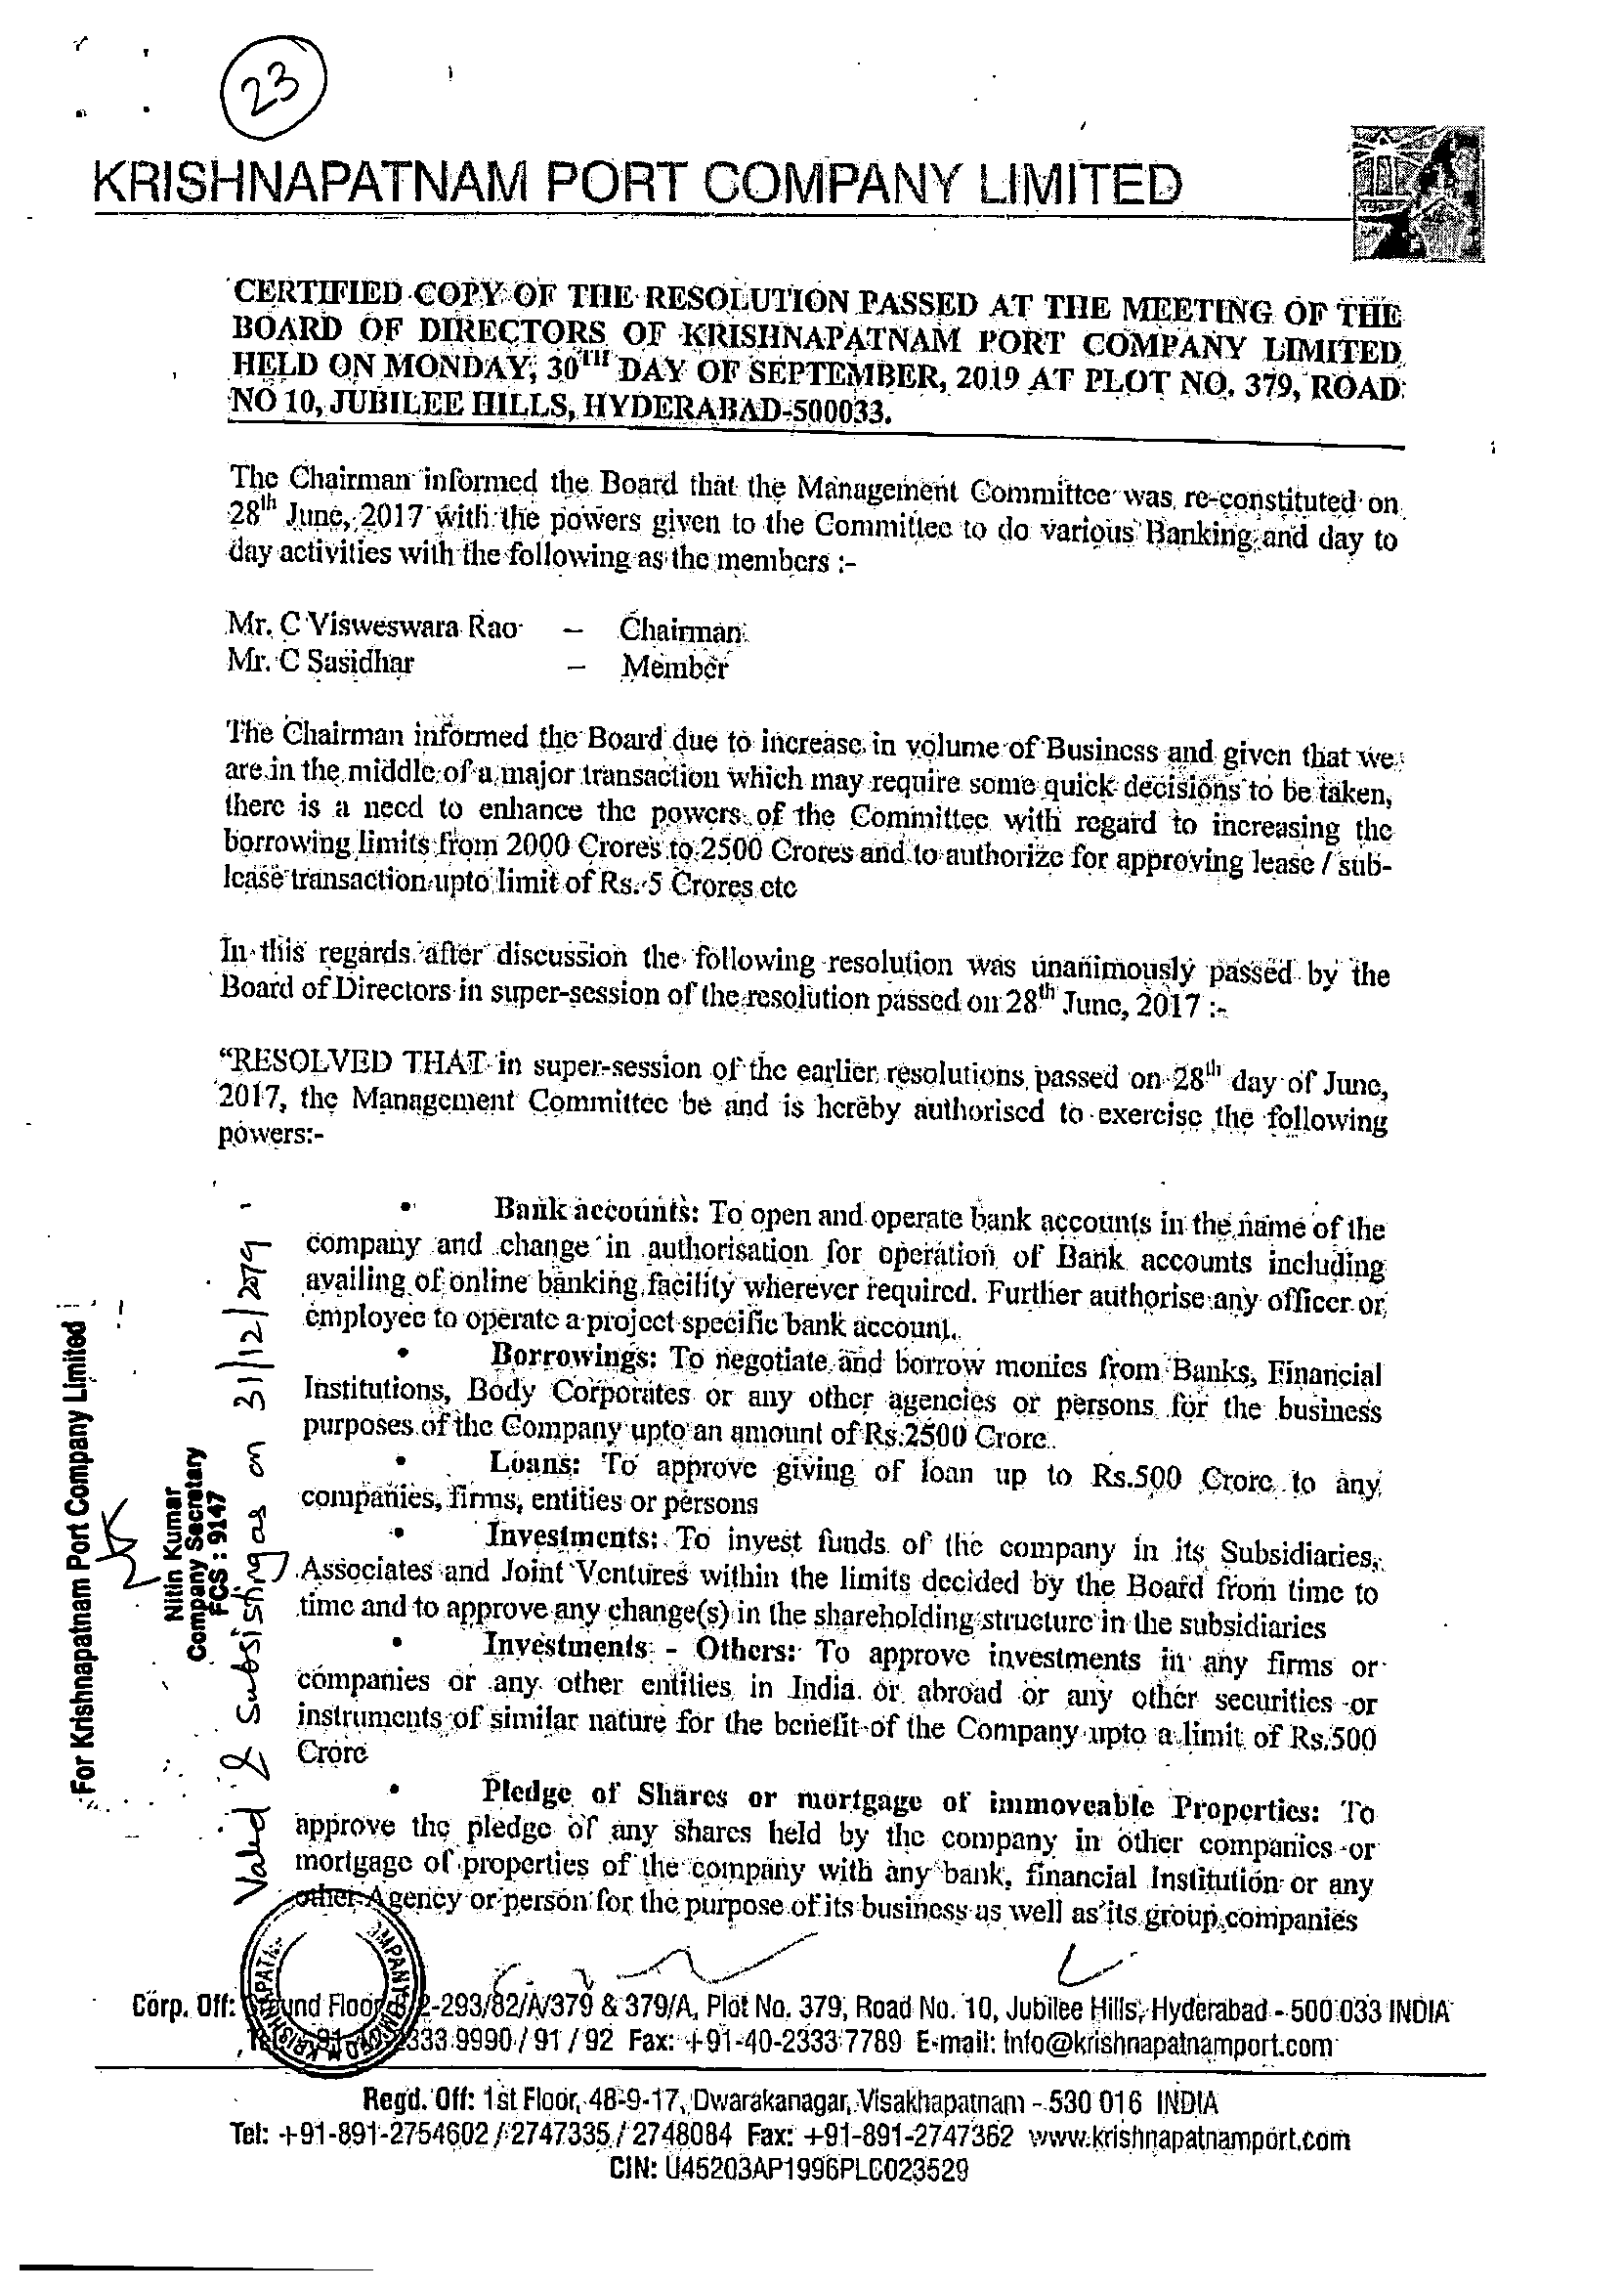 23
KRISHNAPATNAM PORT COMPANY LIMITED
CERTIFIED COPY OF THE RESOLUTION PASSED AT THE MEETING OF THE
BOARD OF DIRECTORS OF KRISHNAPATNAM PORT COMPANY LIMITED
HELD ON MONDAY, 30TH DAY OF SEPTEMBER, 2019 AT PLOT NO. 379, ROAD
NO 10, JUBILEE HILLS, HYDERABAD-500033.
The Chairman informed the Board that the Management Committee was re-constituted on
28th June, 2017 with the powers given to the Committee to do various Banking and day to
day activities with the following as the members :-
Mr. C Visweswara Rao – Chairman
Mr. C Sasidhar – Member
The Chairman informed the Board due to increase in volume of Business and given that we
are in the middle of a major transaction which may require some quick decisions to be taken,
there is a need to enhance the powers of the Committee with regard to increasing the
borrowing limits from 2000 Crores to 2500 Crores and to authorize for approving lease / sub-
lease transaction upto limit of Rs. 5 Crores etc
In this regards after discussion the following resolution was unanimously passed by the
Board of Directors in super-session of the resolution passed on 28th June, 2017 :-
“RESOLVED THAT in super-session of the earlier resolutions passed on 28th day of June,
2017, the Management Committee be and is hereby authorised to exercise the following
powers:-
• Bank accounts: To open and operate bank accounts in the name of the
company and change in authorisation for operation of Bank accounts including
availing of online banking facility wherever required. Further authorise any officer or
employee to operate a project specific bank account.
• Borrowings: To negotiate and borrow monies from Banks, Financial
Institutions, Body Corporates or any other agencies or persons for the business
purposes of the Company upto an amount of Rs.2500 Crore.
• Loans: To approve giving of loan up to Rs.500 Crore to any
companies, firms, entities or persons
• Investments: To invest funds of the company in its Subsidiaries,
Associates and Joint Ventures within the limits decided by the Board from time to
time and to approve any change(s) in the shareholding structure in the subsidiaries
• Investments - Others: To approve investments in any firms or
companies or any other entities in India or abroad or any other securities or
instruments of similar nature for the benefit of the Company upto a limit of Rs.500
Crore
• Pledge of Shares or mortgage of immoveable Properties: To
approve the pledge of any shares held by the company in other companies or
mortgage of properties of the company with any bank, financial Institution or any
other Agency or person for the purpose of its business as well as its group companies
For Krishnapatnam Port Company Limited
Nitin Kumar
Company Secretary
FCS : 9147
Valid & subsisting as on 31/12/2019
Corp. Off: Ground Floor, 2-293/82/A/379 & 379/A, Plot No. 379, Road No. 10, Jubilee Hills, Hyderabad - 500 033 INDIA
2333 9990 / 91 / 92 Fax: +91-40-2333 7789 E-mail: info@krishnapatnamport.com
Regd. Off: 1st Floor, 48-9-17, Dwarakanagar, Visakhapatnam - 530 016 INDIA
Tel: +91-891-2754602 / 2747335 / 2748084 Fax: +91-891-2747362 www.krishnapatnamport.com
CIN: U45203AP1996PLC023529